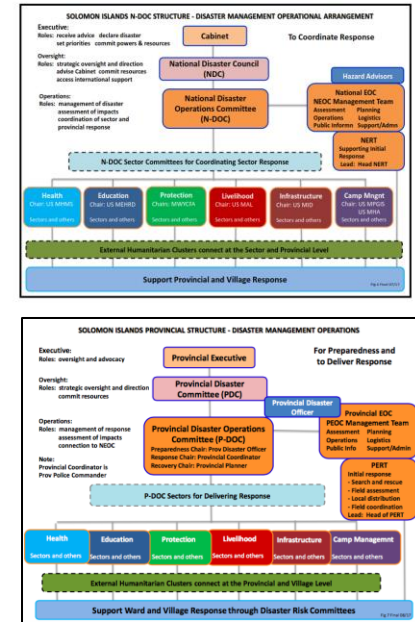 SOLOMON ISLANDS N-DOC STRUCTURE - DISASTER MANAGEMENT OPERATIONAL ARRANGEMENT
Executive:
Roles: receive advice declare disaster
set priorities commit powers & resources
Cabinet
To Coordinate Response
Oversight:
Roles: strategic oversight and direction
advise Cabinet commit resources
access international support
National Disaster Council
(NDC)
Operations:
Roles: management of disaster
assessment of impacts
coordination of sector and
provincial response
National Disaster
Operations Committee
(N-DOC)
Hazard Advisors
National EOC
NEOC Management Team
Assessment Planning
Operations Logistics
Public Informn Support/Admn
NERT
Supporting Initial
Response
Lead: Head NERT
N-DOC Sector Committees for Coordinating Sector Response
Health
Chair: US MHMS
Sectors and others
Education
Chair: US MEHRD
Sectors and others
Protection
Chair: MWYCFA
Sectors and others
Livelihood
Chair: US MAL
Sectors and others
Infrastructure
Chair: US MID
Sectors and others
Camp Mngnt
Chair: US MPGIS
US MHA
Sectors and others
External Humanitarian Clusters connect at the Sector and Provincial Level
Support Provincial and Village Response
SOLOMON ISLANDS PROVINCIAL STRUCTURE - DISASTER MANAGEMENT OPERATIONS
Executive:
Roles: oversight and advocacy
Provincial Executive
For Preparedness and
to Deliver Response
Oversight:
Roles: strategic oversight and direction
commit resources
Provincial Disaster
Committee (PDC)
Provincial Disaster
Officer
Operations:
Roles: management of response
assessment of impacts
connection to NEOC
Note:
Provincial Coordinator is
Prov Police Commander
Provincial Disaster Operations
Committee (P-DOC)
Preparedness Chair: Prov Disaster Officer
Response Chair: Provincial Coordinator
Recovery Chair: Provincial Planner
Provincial EOC
PEOC Management Team
Assessment Planning
Operations Logistics
Public Info Support/Admin
PERT
Initial response
- Search and rescue
- Field assessment
- Local distribution
- Field coordination
Lead: Head of PERT
P-DOC Sectors for Delivering Response
Health
Sectors and others
Education
Sectors and others
Protection
Sectors and others
Livelihood
Sectors and others
Infrastructure
Sectors and others
Camp Managemnt
Sectors and others
External Humanitarian Clusters connect at the Provincial and Village Level
Support Ward and Village Response through Disaster Risk Committees